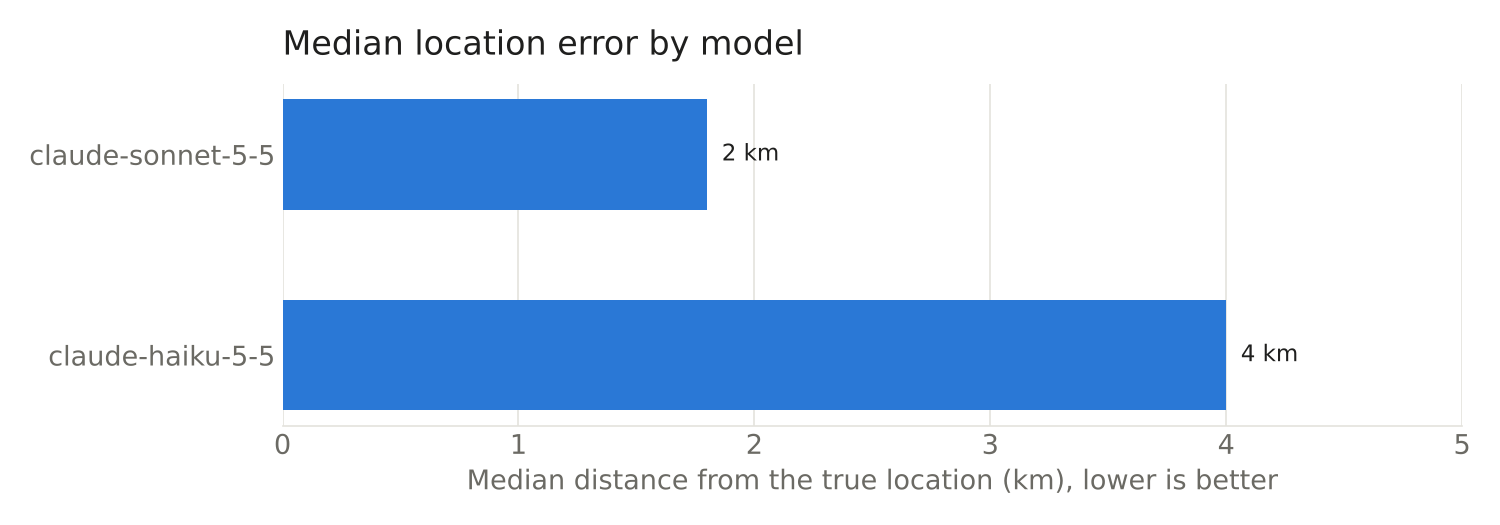 Median location error by model
claude-sonnet-5-5
2 km
claude-haiku-5-5
4 km
0 1 2 3 4 5
Median distance from the true location (km), lower is better